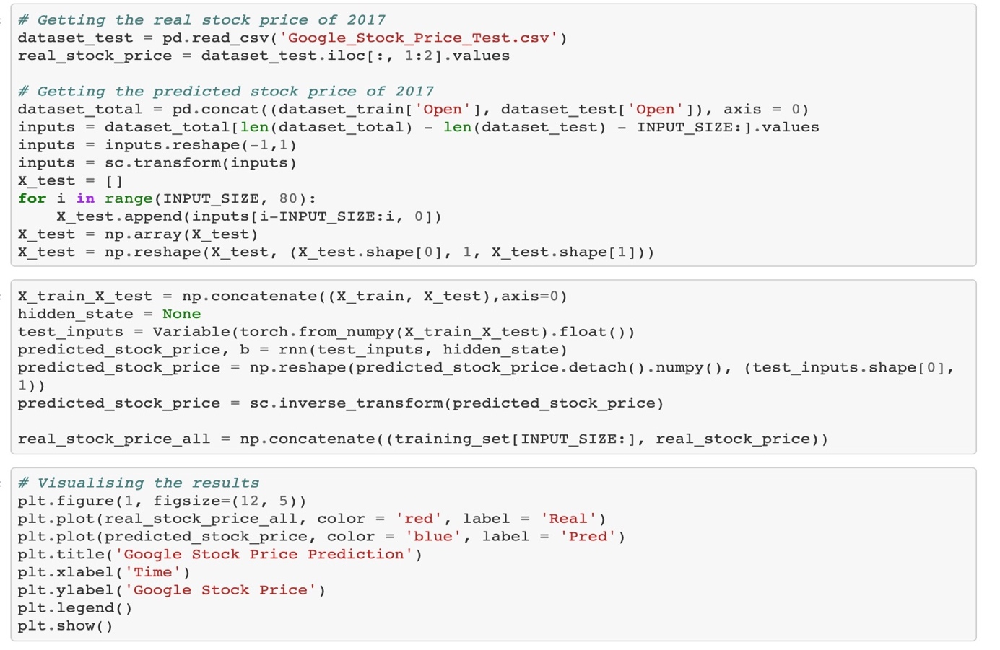 # Getting the real stock price of 2017
dataset_test = pd.read_csv('Google_Stock_Price_Test.csv')
real_stock_price = dataset_test.iloc[:, 1:2].values

# Getting the predicted stock price of 2017
dataset_total = pd.concat((dataset_train['Open'], dataset_test['Open']), axis = 0)
inputs = dataset_total[len(dataset_total) - len(dataset_test) - INPUT_SIZE:].values
inputs = inputs.reshape(-1,1)
inputs = sc.transform(inputs)
X_test = []
for i in range(INPUT_SIZE, 80):
    X_test.append(inputs[i-INPUT_SIZE:i, 0])
X_test = np.array(X_test)
X_test = np.reshape(X_test, (X_test.shape[0], 1, X_test.shape[1]))

X_train_X_test = np.concatenate((X_train, X_test),axis=0)
hidden_state = None
test_inputs = Variable(torch.from_numpy(X_train_X_test).float())
predicted_stock_price, b = rnn(test_inputs, hidden_state)
predicted_stock_price = np.reshape(predicted_stock_price.detach().numpy(), (test_inputs.shape[0],
1))
predicted_stock_price = sc.inverse_transform(predicted_stock_price)

real_stock_price_all = np.concatenate((training_set[INPUT_SIZE:], real_stock_price))

# Visualising the results
plt.figure(1, figsize=(12, 5))
plt.plot(real_stock_price_all, color = 'red', label = 'Real')
plt.plot(predicted_stock_price, color = 'blue', label = 'Pred')
plt.title('Google Stock Price Prediction')
plt.xlabel('Time')
plt.ylabel('Google Stock Price')
plt.legend()
plt.show()